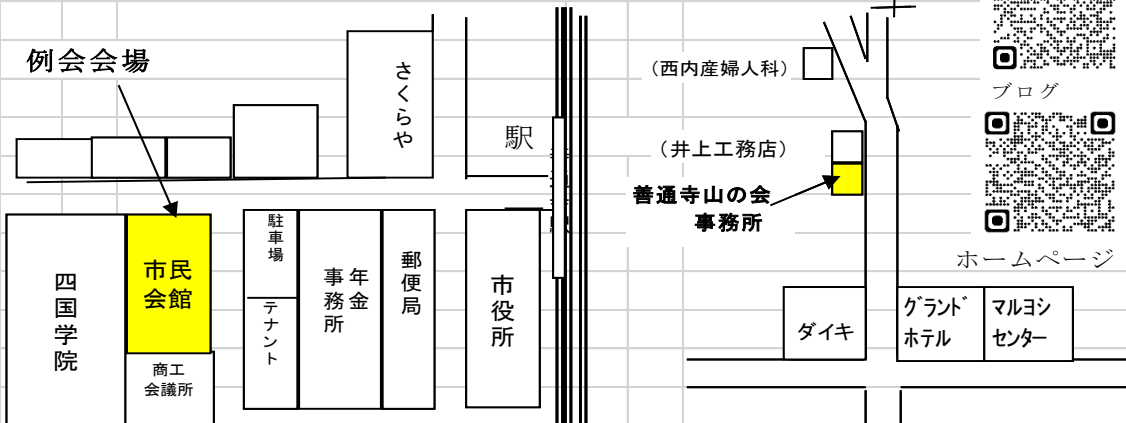 例会会場
さくらや
駅
四国学院
市民
会館
商工
会議所
駐車場
テナント
年金
事務所
郵便局
市役所
(西内産婦人科)
(井上工務店)
善通寺山の会
事務所
ダイキ
グランド
ホテル
マルヨシ
センター
ブログ
ホームページ